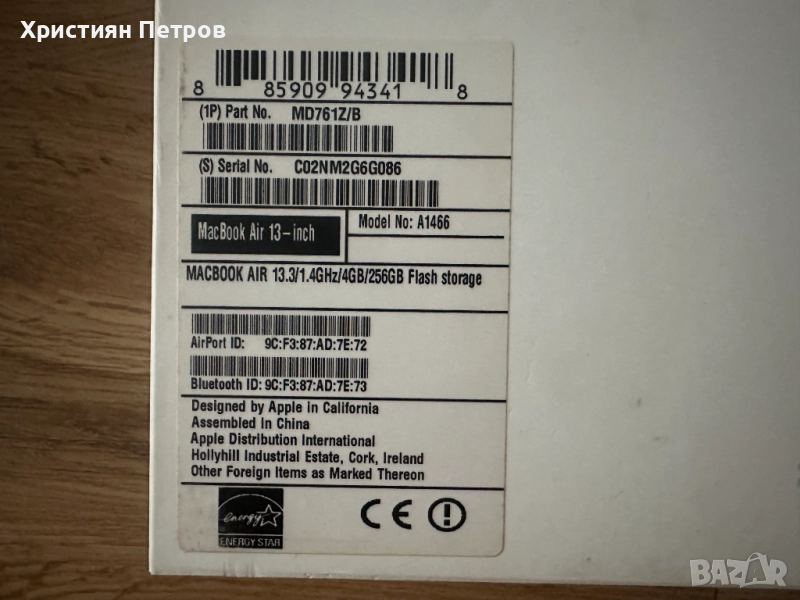 Християн Петров
8 85909 94341 8
(1P) Part No. MD761Z/B
(S) Serial No. C02NM2G6G086
MacBook Air 13-inch
Model No: A1466
MACBOOK AIR 13.3/1.4GHz/4GB/256GB Flash storage
AirPort ID: 9C:F3:87:AD:7E:72
Bluetooth ID: 9C:F3:87:AD:7E:73
Designed by Apple in California
Assembled in China
Apple Distribution International
Hollyhill Industrial Estate, Cork, Ireland
Other Foreign Items as Marked Thereon
energy
ENERGY STAR
CE
BAZAR